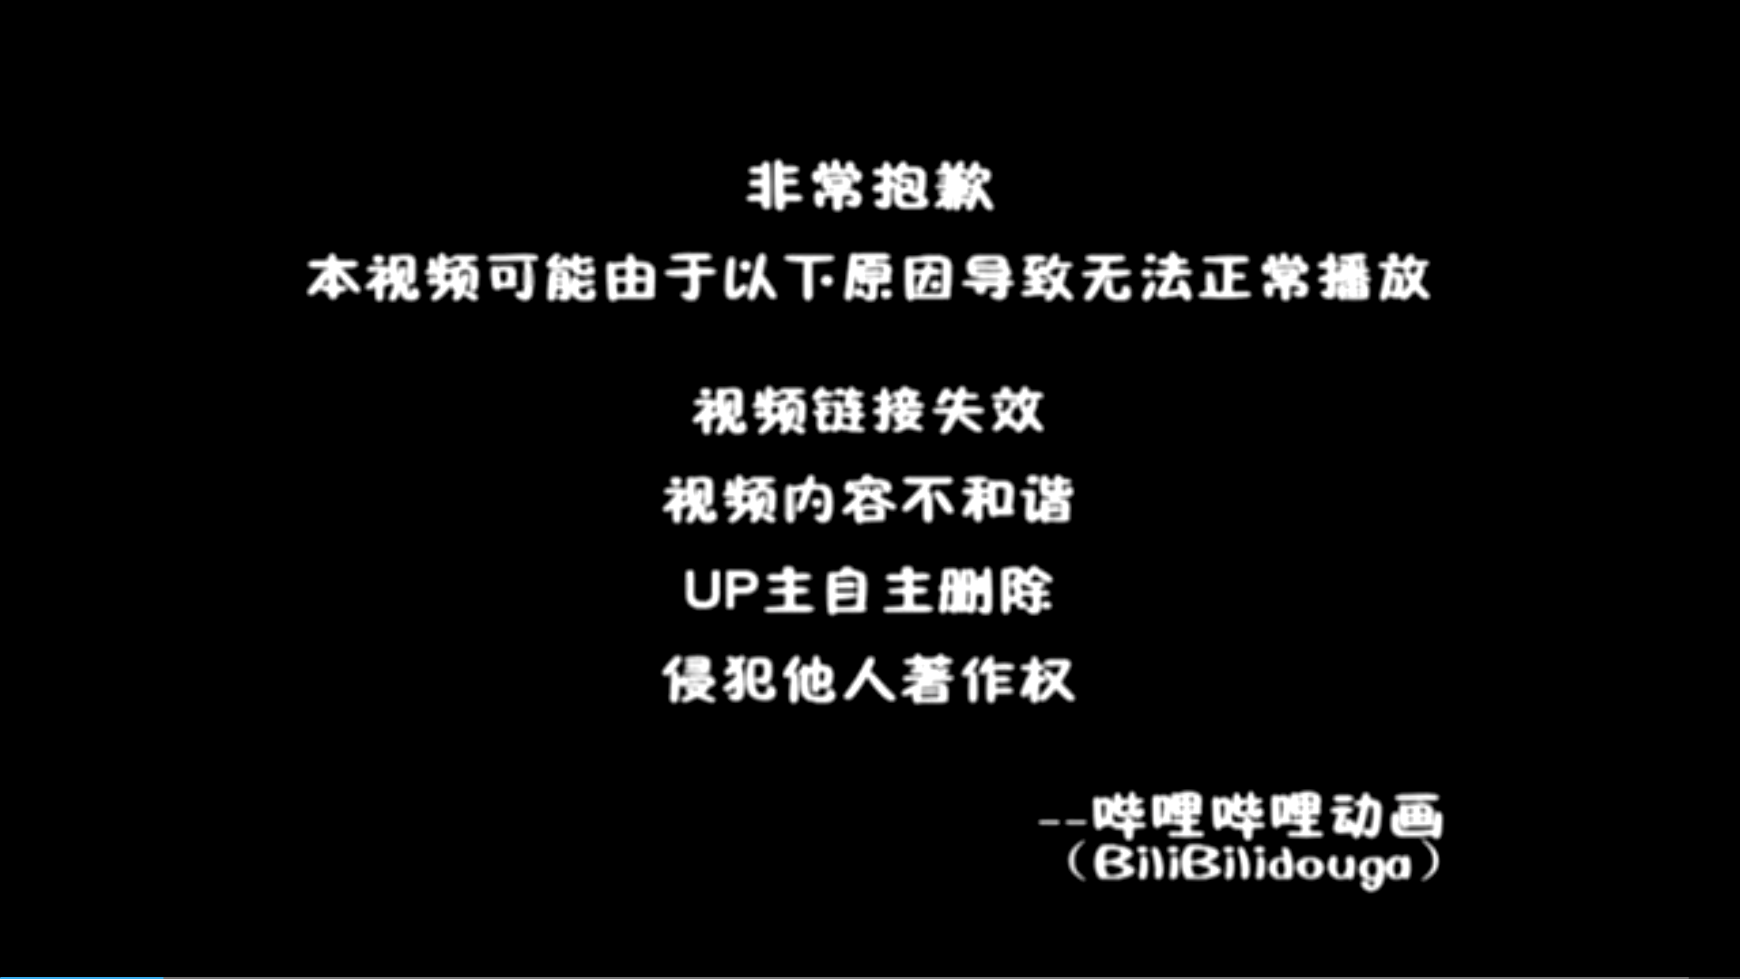 非常抱歉
本视频可能由于以下原因导致无法正常播放
视频链接失效
视频内容不和谐
UP主自主删除
侵犯他人著作权
--哔哩哔哩动画
（BiliBilidouga）